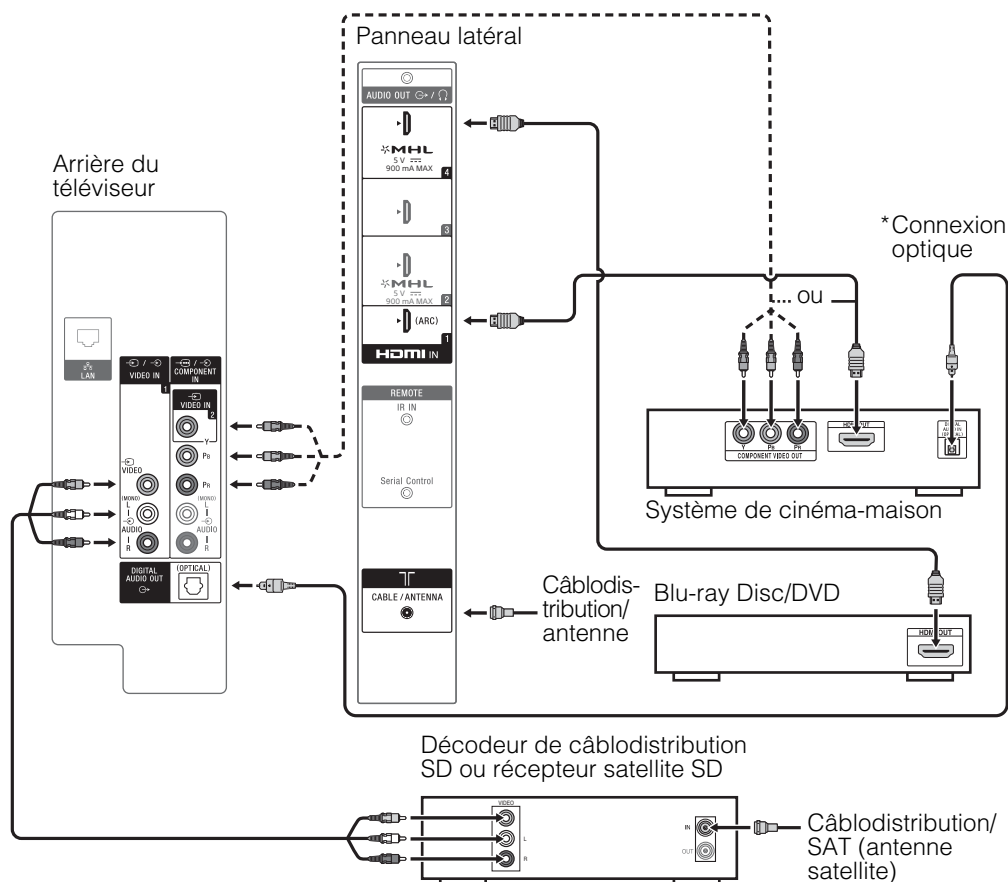 Panneau latéral
AUDIO OUT
MHL
5 V
900 mA MAX
4
3
MHL
5 V
900 mA MAX
2
(ARC)
1
HDMI IN
REMOTE
IR IN
Serial Control
CABLE / ANTENNA
Arrière du
téléviseur
LAN
/
VIDEO IN
1
/
COMPONENT
IN
VIDEO IN
2
Y
PB
PR
VIDEO
(MONO)
L
AUDIO
R
(MONO)
L
AUDIO
R
DIGITAL
AUDIO OUT
(OPTICAL)
*Connexion
optique
ou
Y
PB
PR
COMPONENT VIDEO OUT
HDMI OUT
DIGITAL
AUDIO IN
(OPTICAL)
Système de cinéma-maison
Câblodis-
tribution/
antenne
Blu-ray Disc/DVD
HDMI OUT
Décodeur de câblodistribution
SD ou récepteur satellite SD
VIDEO
L
R
IN
OUT
Câblodistribution/
SAT (antenne
satellite)